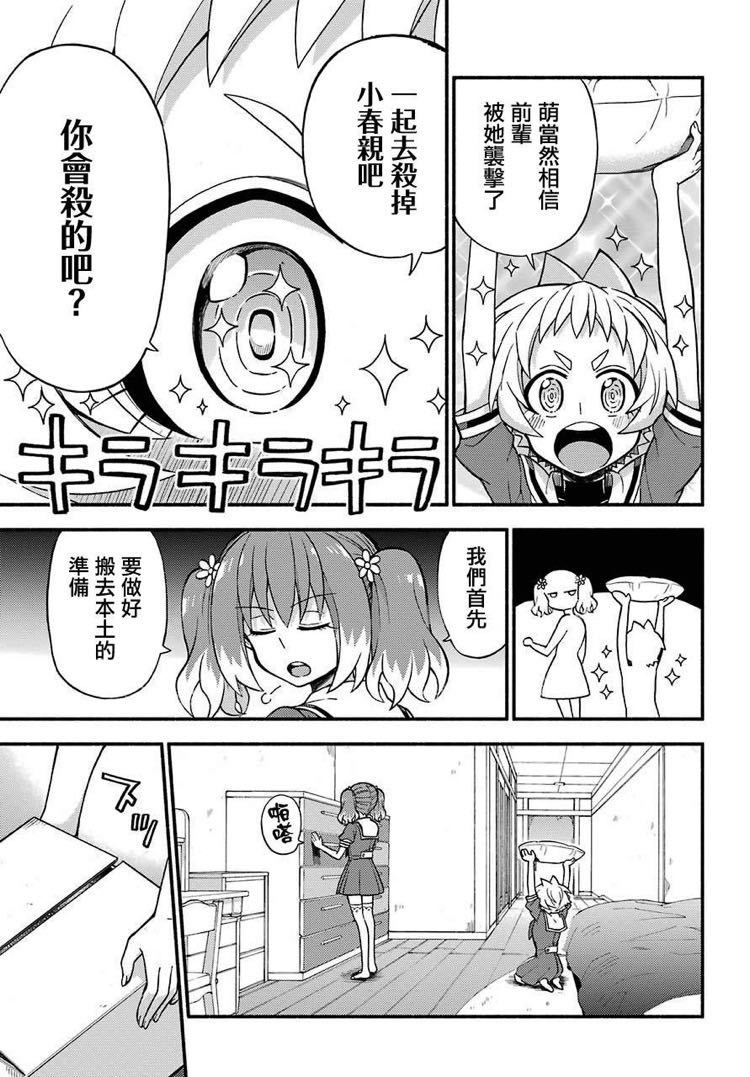 萌當然相信
前輩
被她襲擊了
一起去殺掉
小春親吧
你會殺的吧？
キラキラキラ
我們首先
要做好
搬去本土的
準備
啪嗒
ズッ